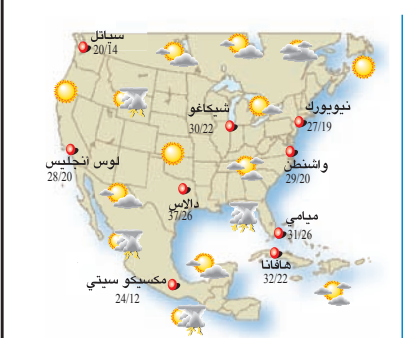 سياتل
20/14
شيكاغو
30/22
نيويورك
27/19
لوس انجليس
28/20
واشنطن
29/20
دالاس
37/26
ميامي
31/26
هافانا
32/22
مكسيكو سيتي
24/12